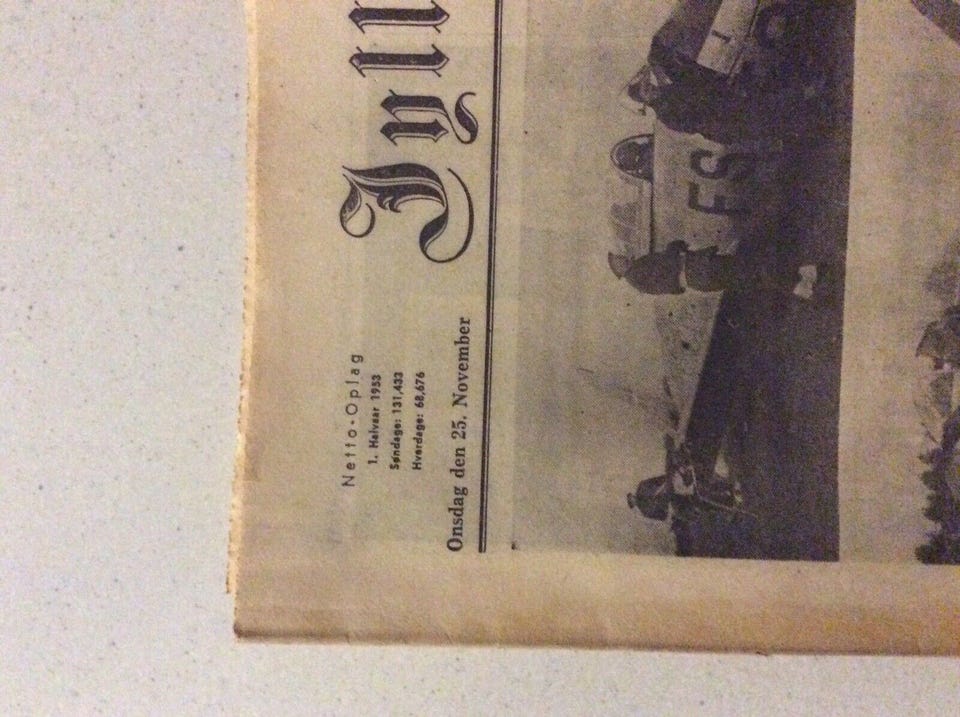 Netto-Oplag
1. Halvaar 1953
Søndage: 131,433
Hverdage: 68,676
Onsdag den 25. November
Jyll
FS